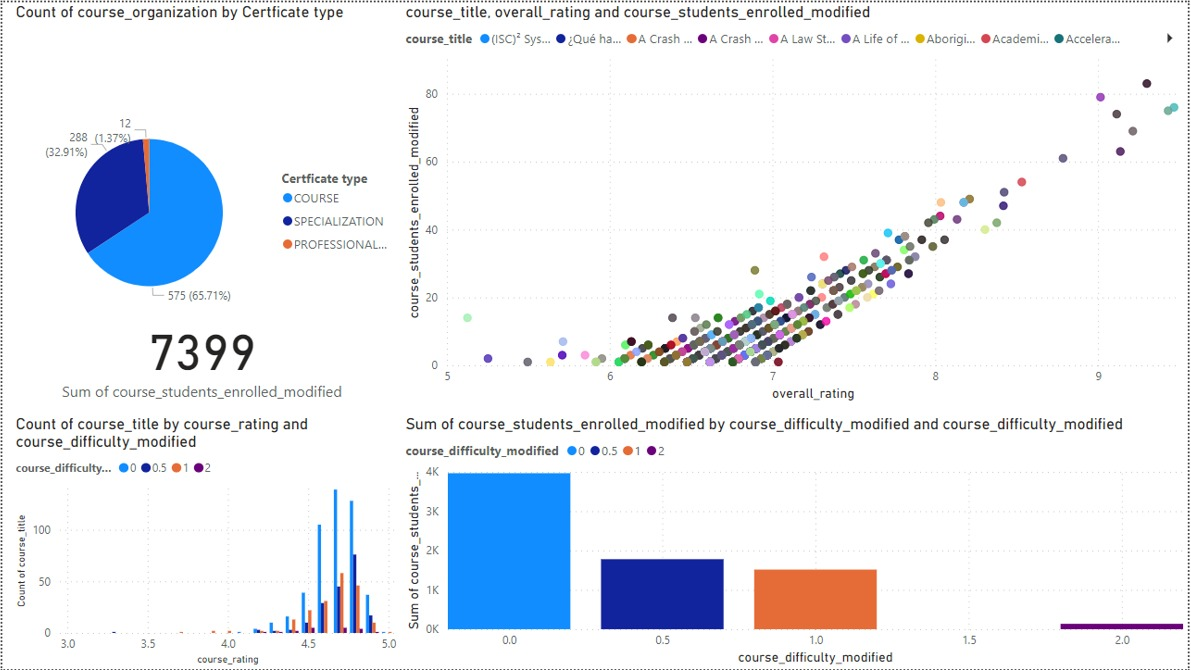 Count of course_organization by Certficate type
12
(1.37%)
288
(32.91%)
575 (65.71%)
Certficate type
COURSE
SPECIALIZATION
PROFESSIONAL...
7399
Sum of course_students_enrolled_modified
course_title, overall_rating and course_students_enrolled_modified
course_title (ISC)² Sys... ¿Qué ha... A Crash ... A Crash ... A Law St... A Life of ... Aborigi... Academi... Accelera...
course_students_enrolled_modified
80
60
40
20
0
5 6 7 8 9
overall_rating
Count of course_title by course_rating and
course_difficulty_modified
course_difficulty... 0 0.5 1 2
Count of course_title
100
50
0
3.0 3.5 4.0 4.5 5.0
course_rating
Sum of course_students_enrolled_modified by course_difficulty_modified and course_difficulty_modified
course_difficulty_modified 0 0.5 1 2
Sum of course_students_...
4K
3K
2K
1K
0K
0.0 0.5 1.0 1.5 2.0
course_difficulty_modified